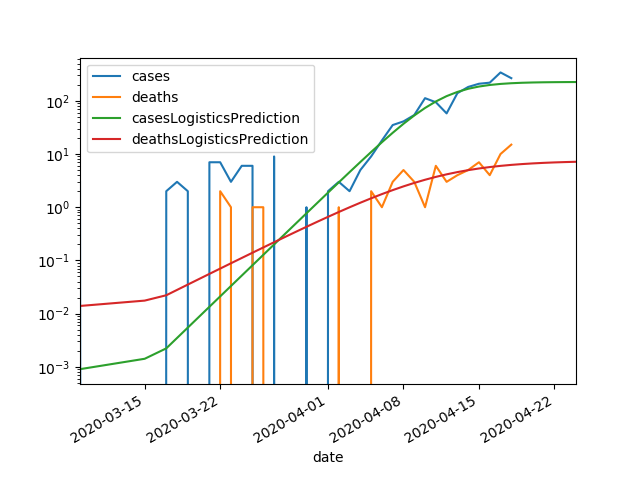 cases
deaths
casesLogisticsPrediction
deathsLogisticsPrediction
10²
10¹
10⁰
10⁻¹
10⁻²
10⁻³
2020-03-15
2020-03-22
2020-04-01
2020-04-08
2020-04-15
2020-04-22
date